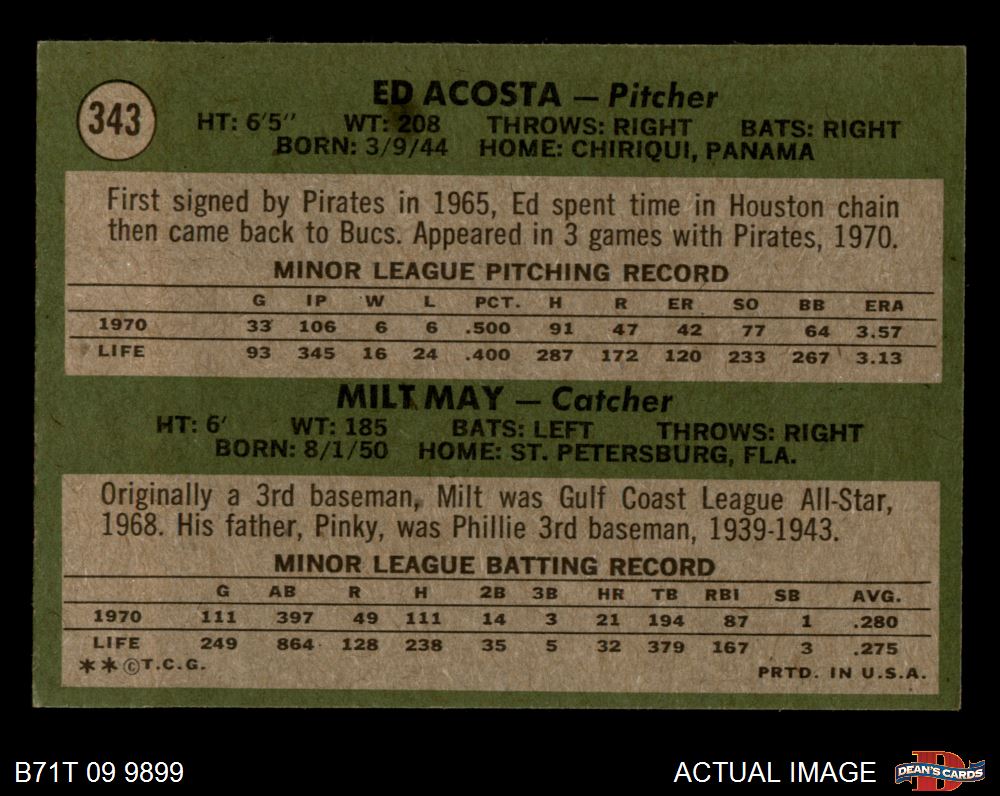 343
ED ACOSTA — Pitcher
HT: 6'5" WT: 208 THROWS: RIGHT BATS: RIGHT
BORN: 3/9/44 HOME: CHIRIQUI, PANAMA
First signed by Pirates in 1965, Ed spent time in Houston chain
then came back to Bucs. Appeared in 3 games with Pirates, 1970.
MINOR LEAGUE PITCHING RECORD
G IP W L PCT. H R ER SO BB ERA
1970 33 106 6 6 .500 91 47 42 77 64 3.57
LIFE 93 345 16 24 .400 287 172 120 233 267 3.13
MILT MAY — Catcher
HT: 6' WT: 185 BATS: LEFT THROWS: RIGHT
BORN: 8/1/50 HOME: ST. PETERSBURG, FLA.
Originally a 3rd baseman, Milt was Gulf Coast League All-Star,
1968. His father, Pinky, was Phillie 3rd baseman, 1939-1943.
MINOR LEAGUE BATTING RECORD
G AB R H 2B 3B HR TB RBI SB AVG.
1970 111 397 49 111 14 3 21 194 87 1 .280
LIFE 249 864 128 238 35 5 32 379 167 3 .275
**©T.C.G. PRTD. IN U.S.A.
B71T 09 9899 ACTUAL IMAGE D DEAN'S CARDS